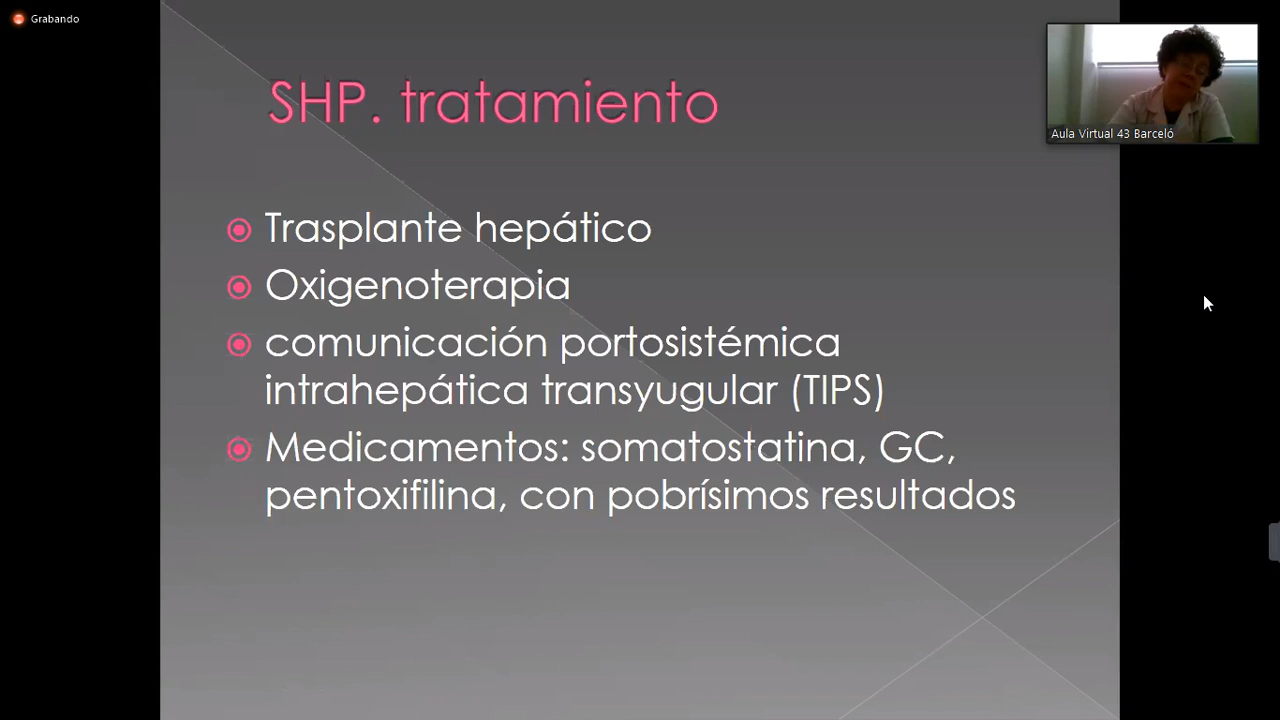 Grabando
SHP. tratamiento
Aula Virtual 43 Barceló
Trasplante hepático
Oxigenoterapia
comunicación portosistémica
intrahepática transyugular (TIPS)
Medicamentos: somatostatina, GC,
pentoxifilina, con pobrísimos resultados